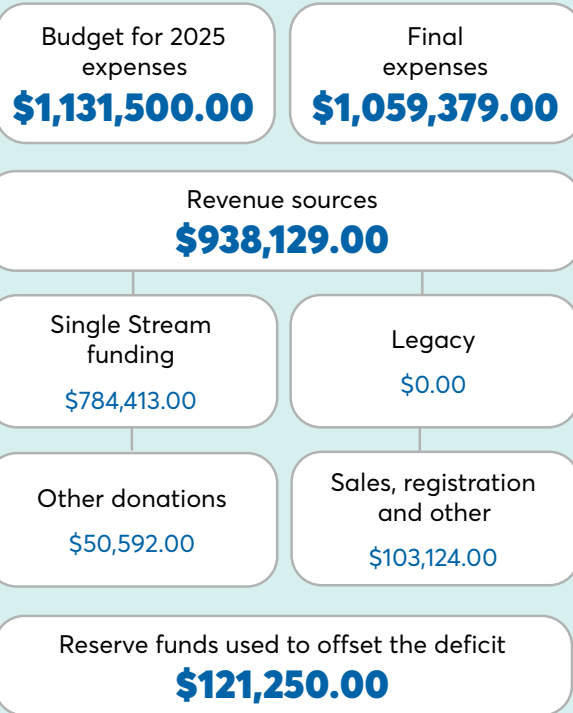 Budget for 2025
expenses
$1,131,500.00
Final
expenses
$1,059,379.00
Revenue sources
$938,129.00
Single Stream
funding
$784,413.00
Legacy
$0.00
Other donations
$50,592.00
Sales, registration
and other
$103,124.00
Reserve funds used to offset the deficit
$121,250.00